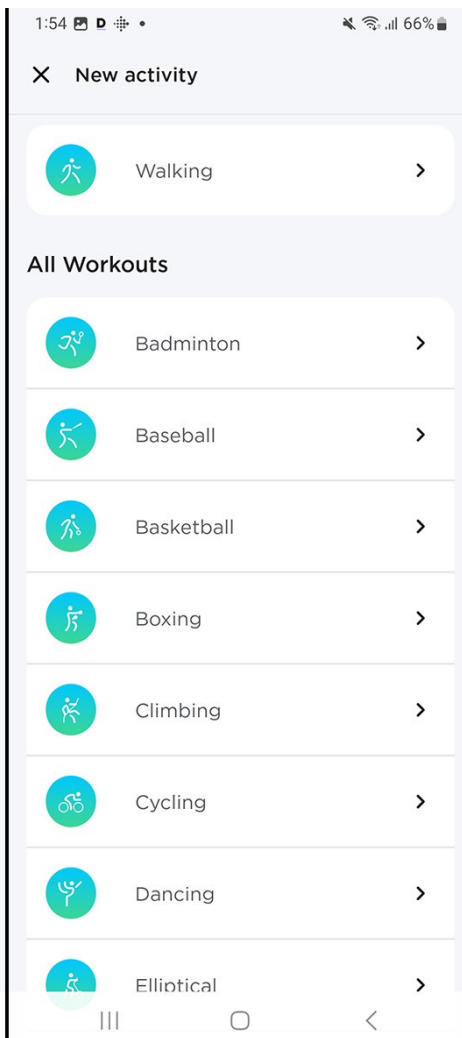 1:54 D 66%
New activity
Walking
All Workouts
Badminton
Baseball
Basketball
Boxing
Climbing
Cycling
Dancing
Elliptical